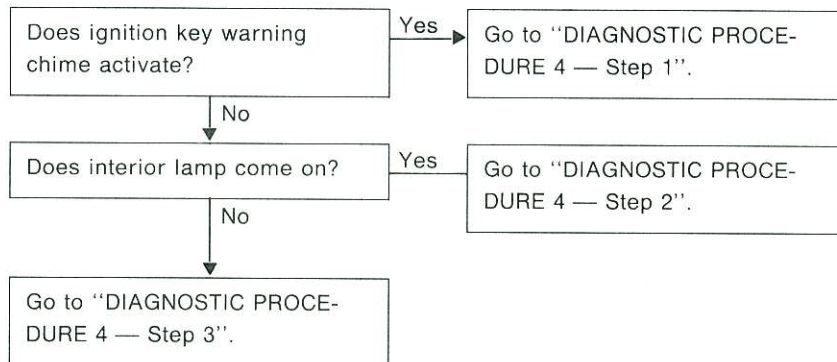 Does ignition key warning
chime activate?
Yes
Go to “DIAGNOSTIC PROCE-
DURE 4 — Step 1”.
No
Does interior lamp come on?
Yes
Go to “DIAGNOSTIC PROCE-
DURE 4 — Step 2”.
No
Go to “DIAGNOSTIC PROCE-
DURE 4 — Step 3”.